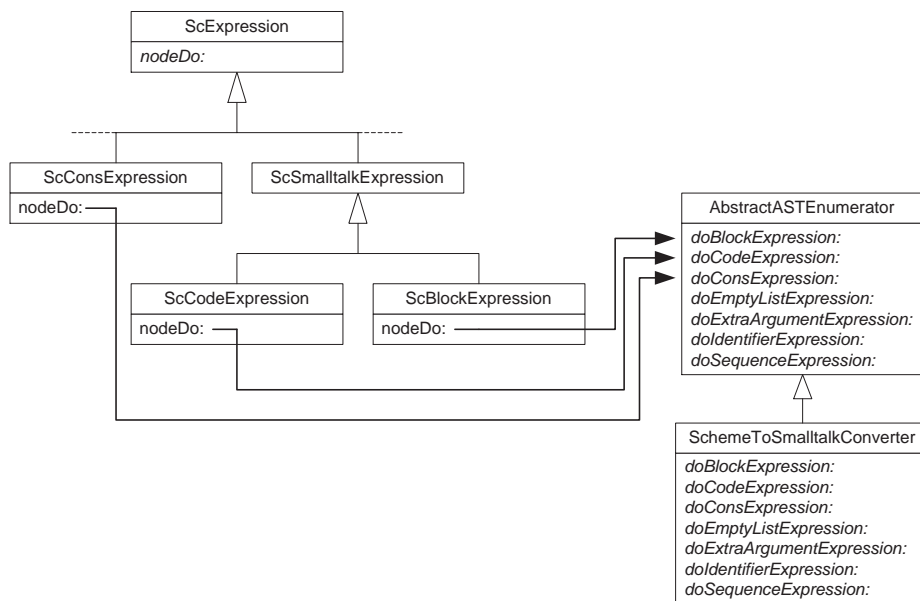 ScExpression
nodeDo:
ScConsExpression
nodeDo:
ScSmalltalkExpression
ScCodeExpression
nodeDo:
ScBlockExpression
nodeDo:
AbstractASTEnumerator
doBlockExpression:
doCodeExpression:
doConsExpression:
doEmptyListExpression:
doExtraArgumentExpression:
doIdentifierExpression:
doSequenceExpression:
SchemeToSmalltalkConverter
doBlockExpression:
doCodeExpression:
doConsExpression:
doEmptyListExpression:
doExtraArgumentExpression:
doIdentifierExpression:
doSequenceExpression: